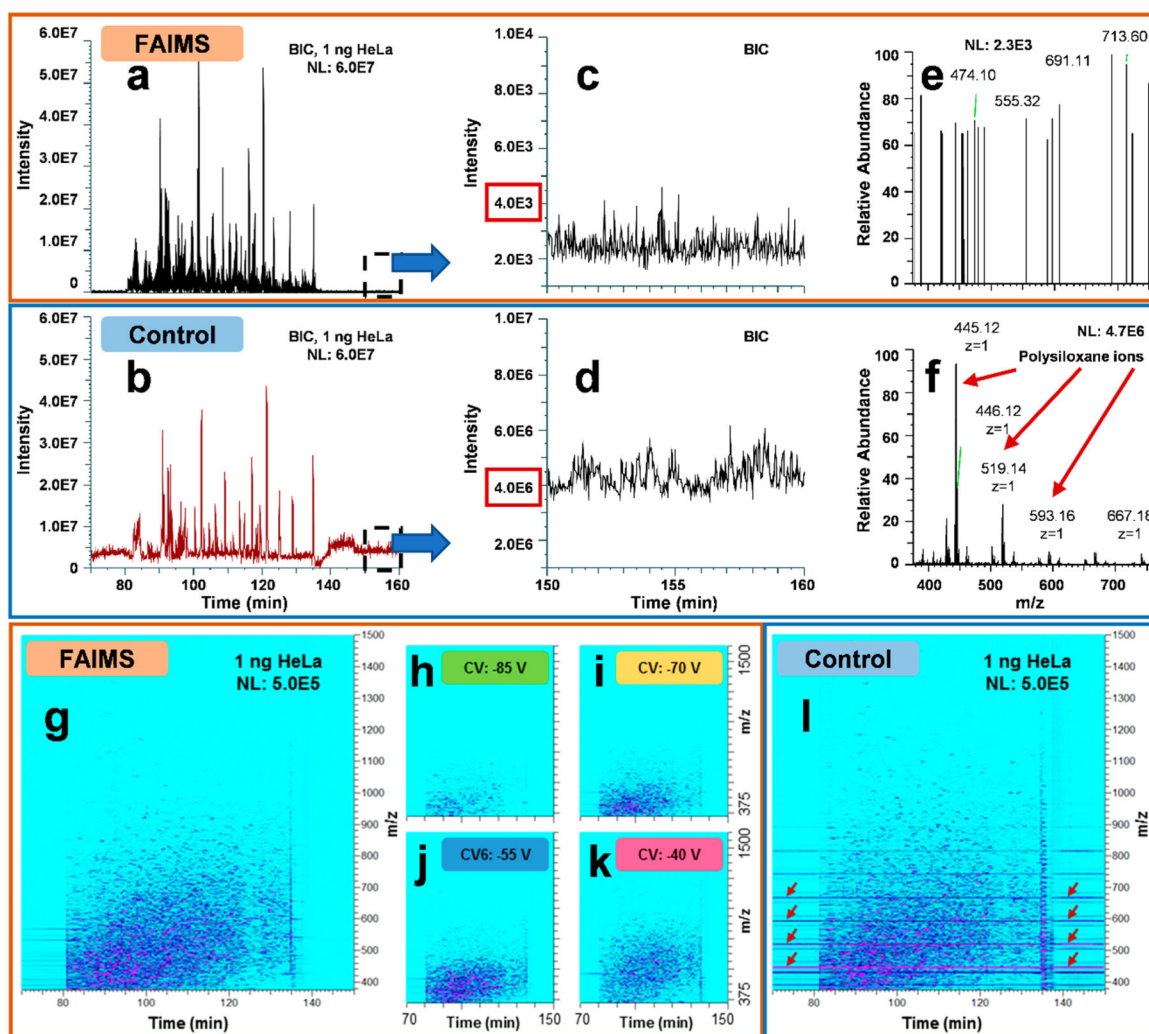 FAIMS
a
BIC, 1 ng HeLa
NL: 6.0E7
Intensity
6.0E7
5.0E7
4.0E7
3.0E7
2.0E7
1.0E7
0
c
BIC
Intensity
1.0E4
8.0E3
6.0E3
4.0E3
2.0E3
e
NL: 2.3E3
713.60
691.11
474.10
555.32
Relative Abundance
100
80
60
40
20
0
Control
b
BIC, 1 ng HeLa
NL: 6.0E7
Intensity
6.0E7
5.0E7
4.0E7
3.0E7
2.0E7
1.0E7
0
80
100
120
140
160
Time (min)
d
BIC
Intensity
1.0E7
8.0E6
6.0E6
4.0E6
2.0E6
150
155
160
Time (min)
f
445.12
z=1
NL: 4.7E6
Polysiloxane ions
446.12
z=1
519.14
z=1
593.16
z=1
667.18
z=1
Relative Abundance
100
80
60
40
20
0
400
500
600
700
m/z
FAIMS
1 ng HeLa
NL: 5.0E5
g
1500
1400
1300
1200
1100
1000
900
800
700
600
500
400
m/z
80
100
120
140
Time (min)
h
CV: -85 V
i
CV: -70 V
1500
m/z
375
1500
m/z
375
j
CV6: -55 V
k
CV: -40 V
1500
m/z
375
1500
m/z
375
70
150
70
150
Time (min)
Time (min)
Control
1 ng HeLa
NL: 5.0E5
l
1500
1400
1300
1200
1100
1000
900
800
700
600
500
400
m/z
80
100
120
140
Time (min)